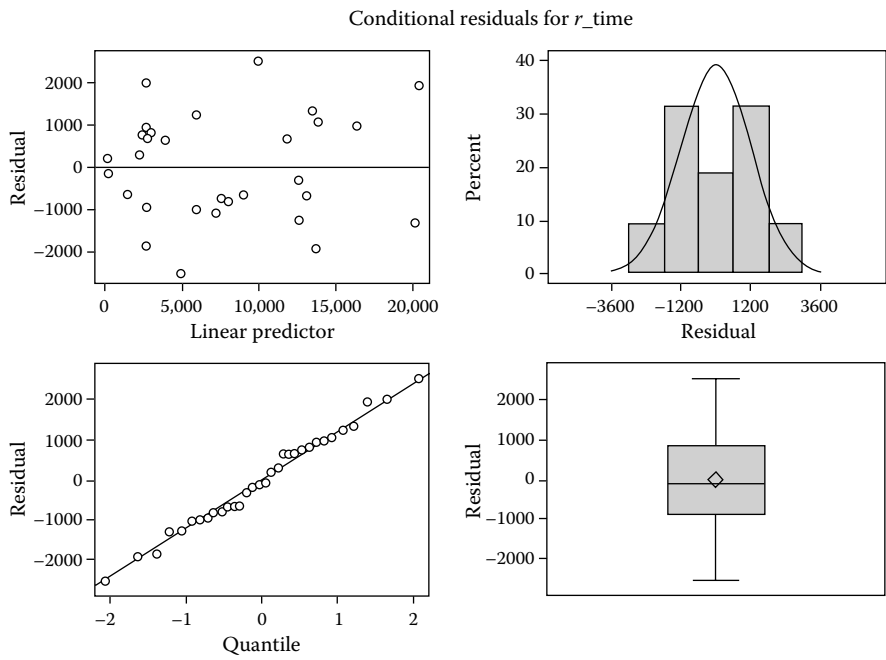 Conditional residuals for r_time
Residual
2000
1000
0
−1000
−2000
0 5,000 10,000 15,000 20,000
Linear predictor
Percent
40
30
20
10
0
−3600 −1200 1200 3600
Residual
Residual
2000
1000
0
−1000
−2000
−2 −1 0 1 2
Quantile
Residual
2000
1000
0
−1000
−2000